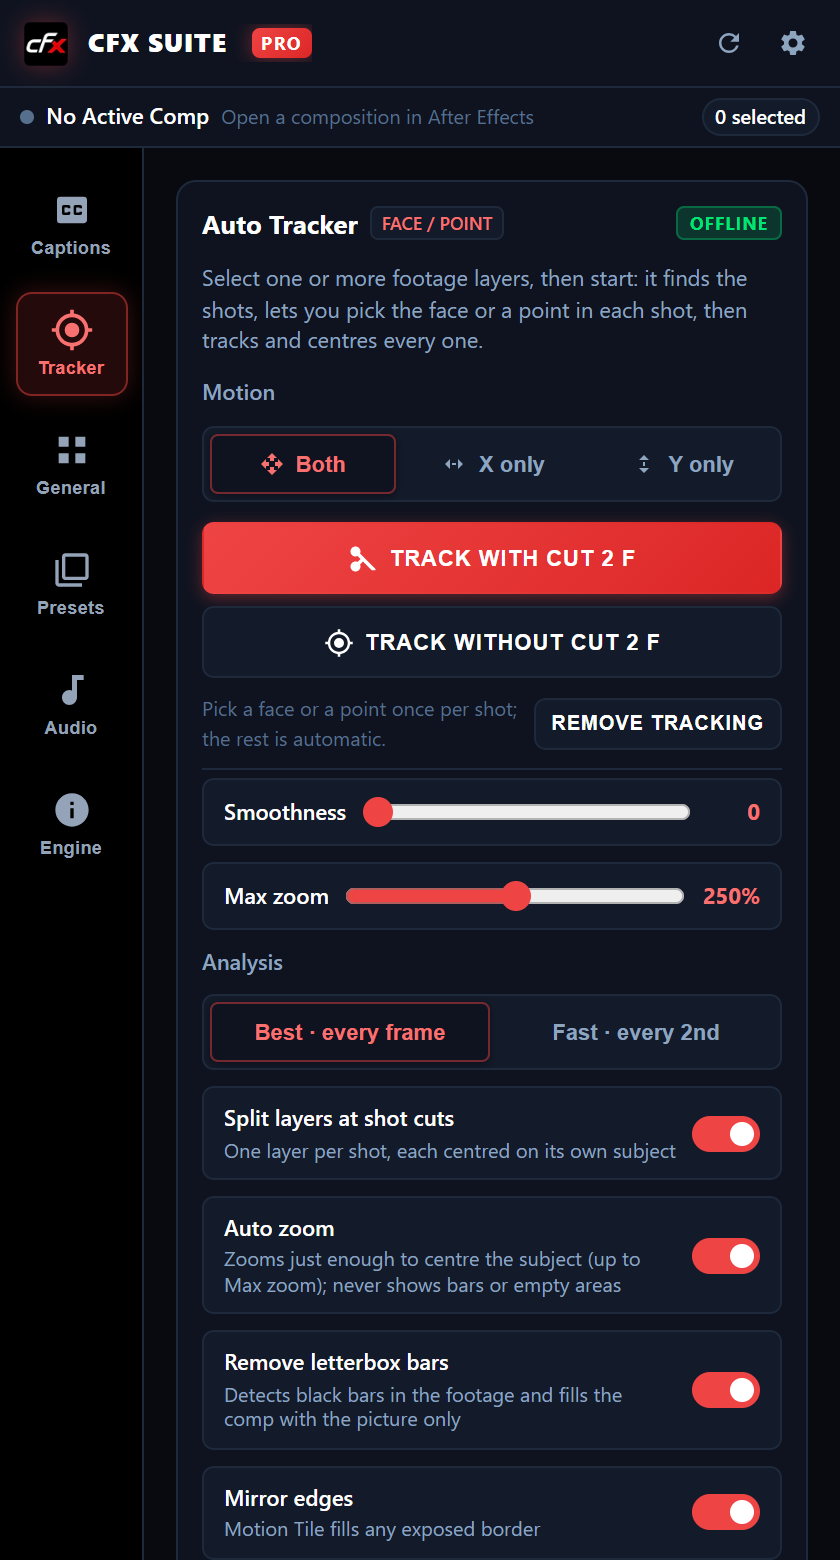 cfx
CFX SUITE PRO
No Active Comp Open a composition in After Effects 0 selected
Captions
Tracker
General
Presets
Audio
Engine
Auto Tracker FACE / POINT OFFLINE
Select one or more footage layers, then start: it finds the
shots, lets you pick the face or a point in each shot, then
tracks and centres every one.
Motion
Both X only Y only
TRACK WITH CUT 2 F
TRACK WITHOUT CUT 2 F
Pick a face or a point once per shot;
the rest is automatic.
REMOVE TRACKING
Smoothness 0
Max zoom 250%
Analysis
Best · every frame Fast · every 2nd
Split layers at shot cuts
One layer per shot, each centred on its own subject
Auto zoom
Zooms just enough to centre the subject (up to
Max zoom); never shows bars or empty areas
Remove letterbox bars
Detects black bars in the footage and fills the
comp with the picture only
Mirror edges
Motion Tile fills any exposed border